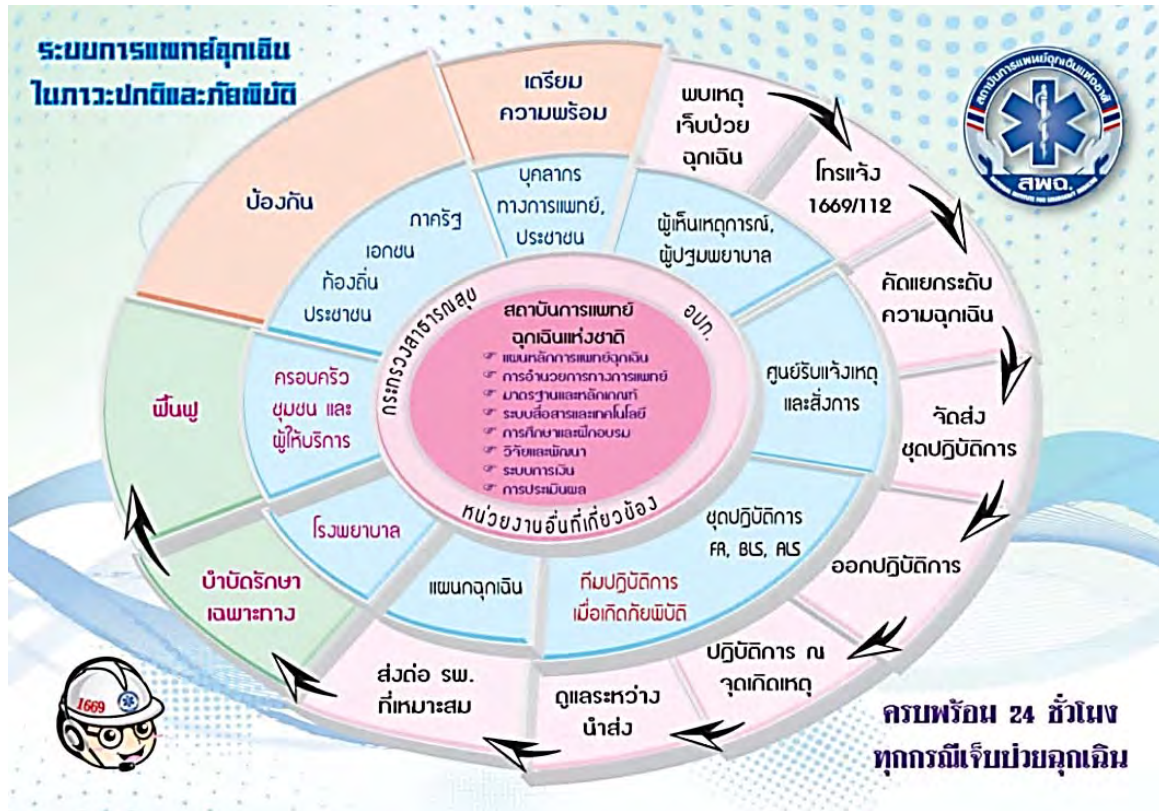 ระบบการแพทย์ฉุกเฉิน
ในภาวะปกติและภัยพิบัติ
สถาบันการแพทย์ฉุกเฉินแห่งชาติ
สพฉ.
ป้องกัน
เตรียม
ความพร้อม
พบเหตุ
เจ็บป่วย
ฉุกเฉิน
โทรแจ้ง
1669/112
คัดแยกระดับ
ความฉุกเฉิน
จัดส่ง
ชุดปฏิบัติการ
ออกปฏิบัติการ
ปฏิบัติการ ณ
จุดเกิดเหตุ
ดูแลระหว่าง
นำส่ง
ส่งต่อ รพ.
ที่เหมาะสม
บำบัดรักษา
เฉพาะทาง
ฟื้นฟู
ภาครัฐ
เอกชน
ท้องถิ่น
ประชาชน
บุคลากร
ทางการแพทย์,
ประชาชน
ผู้เห็นเหตุการณ์,
ผู้ปฐมพยาบาล
ศูนย์รับแจ้งเหตุ
และสั่งการ
ชุดปฏิบัติการ
FR, BLS, ALS
ทีมปฏิบัติการ
เมื่อเกิดภัยพิบัติ
แผนกฉุกเฉิน
โรงพยาบาล
ครอบครัว
ชุมชน และ
ผู้ให้บริการ
กระทรวงสาธารณสุข
อปท.
หน่วยงานอื่นที่เกี่ยวข้อง
สถาบันการแพทย์
ฉุกเฉินแห่งชาติ
☞ แผนหลักการแพทย์ฉุกเฉิน
☞ การอำนวยการทางการแพทย์
☞ มาตรฐานและหลักเกณฑ์
☞ ระบบสื่อสารและเทคโนโลยี
☞ การศึกษาและฝึกอบรม
☞ วิจัยและพัฒนา
☞ ระบบการเงิน
☞ การประเมินผล
1669
ครบพร้อม 24 ชั่วโมง
ทุกกรณีเจ็บป่วยฉุกเฉิน